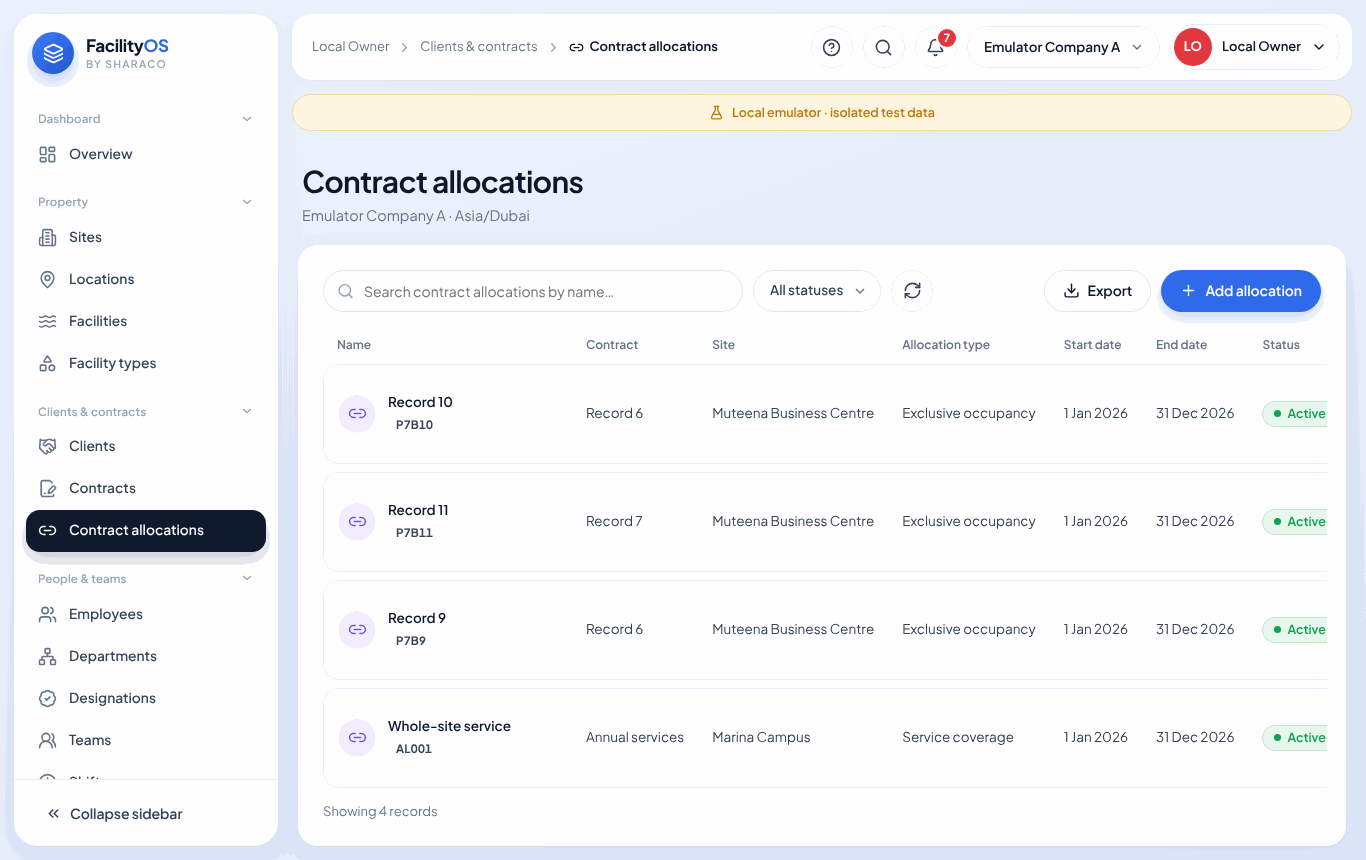 FacilityOS
BY SHARACO
Dashboard
Overview
Property
Sites
Locations
Facilities
Facility types
Clients & contracts
Clients
Contracts
Contract allocations
People & teams
Employees
Departments
Designations
Teams
Collapse sidebar
Local Owner > Clients & contracts > Contract allocations
7
Emulator Company A
LO
Local Owner
Local emulator · isolated test data
Contract allocations
Emulator Company A · Asia/Dubai
Search contract allocations by name...
All statuses
Export
Add allocation
Name Contract Site Allocation type Start date End date Status
Record 10
P7B10
Record 6 Muteena Business Centre Exclusive occupancy 1 Jan 2026 31 Dec 2026 Active
Record 11
P7B11
Record 7 Muteena Business Centre Exclusive occupancy 1 Jan 2026 31 Dec 2026 Active
Record 9
P7B9
Record 6 Muteena Business Centre Exclusive occupancy 1 Jan 2026 31 Dec 2026 Active
Whole-site service
AL001
Annual services Marina Campus Service coverage 1 Jan 2026 31 Dec 2026 Active
Showing 4 records